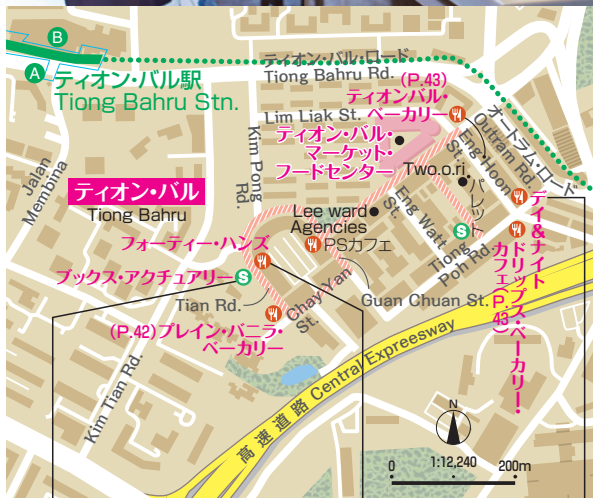 B
A
ティオン・バル駅
Tiong Bahru Stn.
ティオン・バル・ロード
Tiong Bahru Rd.
(P.43)
ティオンバル・
ベーカリー
Lim Liak St.
ティオン・バル・
マーケット・
フードセンター
オートラム・ロード
Outram Rd.
Eng Hoon
St.
Two.o.ri.
パレット
S
Kim Pong
Rd.
Jalan
Membina
ティオン・バル
Tiong Bahru
Lee ward
Agencies
Eng Watt
St.
Tiong
Poh Rd.
デイ&ナイト
ドリップス・ベーカリー・
カフェ(P.
43)
フォーティー・ハンズ
PSカフェ
ブックス・アクチュアリー
S
Tian Rd.
Chay Yan
St.
Guan Chuan St.
(P.42)プレイン・バニラ・
ベーカリー
Kim Tian Rd.
高速道路 Central Expreesway
N
1:12,240
0
200m